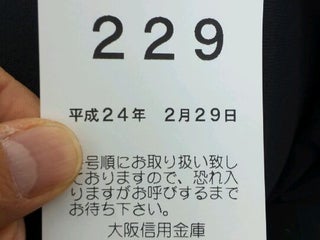 229
平成24年 2月29日
号順にお取り扱い致し
ておりますので、恐れ入
りますがお呼びするまで
お待ち下さい。
大阪信用金庫